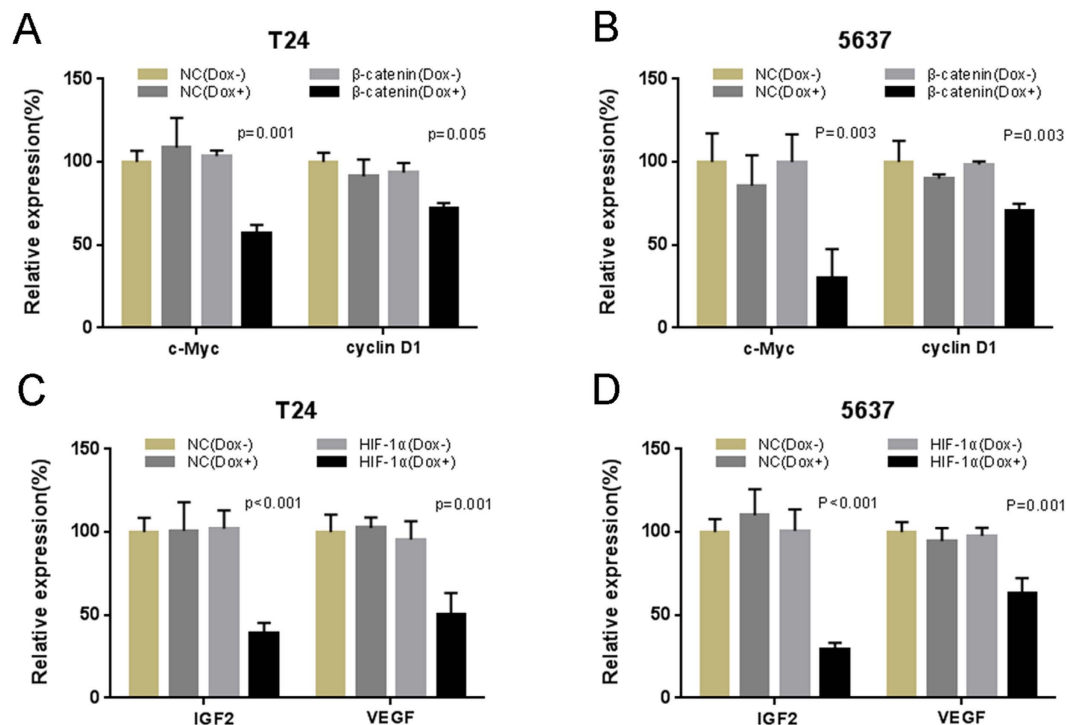 A
T24
Relative expression(%)
150
100
50
0
NC(Dox-)
β-catenin(Dox-)
NC(Dox+)
β-catenin(Dox+)
p=0.001
p=0.005
c-Myc
cyclin D1
B
5637
Relative expression(%)
150
100
50
0
NC(Dox-)
β-catenin(Dox-)
NC(Dox+)
β-catenin(Dox+)
P=0.003
P=0.003
c-Myc
cyclin D1
C
T24
Relative expression(%)
150
100
50
0
NC(Dox-)
HIF-1α(Dox-)
NC(Dox+)
HIF-1α(Dox+)
p<0.001
p=0.001
IGF2
VEGF
D
5637
Relative expression(%)
150
100
50
0
NC(Dox-)
HIF-1α(Dox-)
NC(Dox+)
HIF-1α(Dox+)
P<0.001
P=0.001
IGF2
VEGF